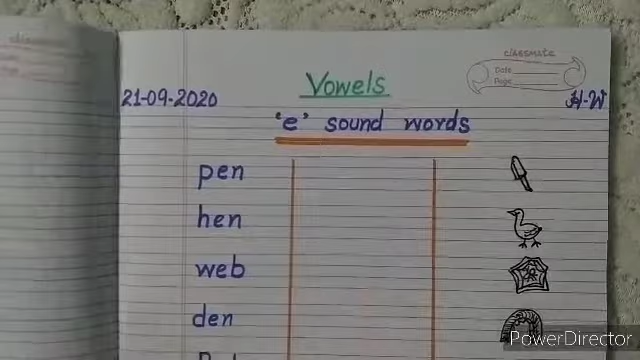 classmate
Date
Page
Vowels
21-09-2020
H-W
'e' sound words
pen
hen
web
den
PowerDirector